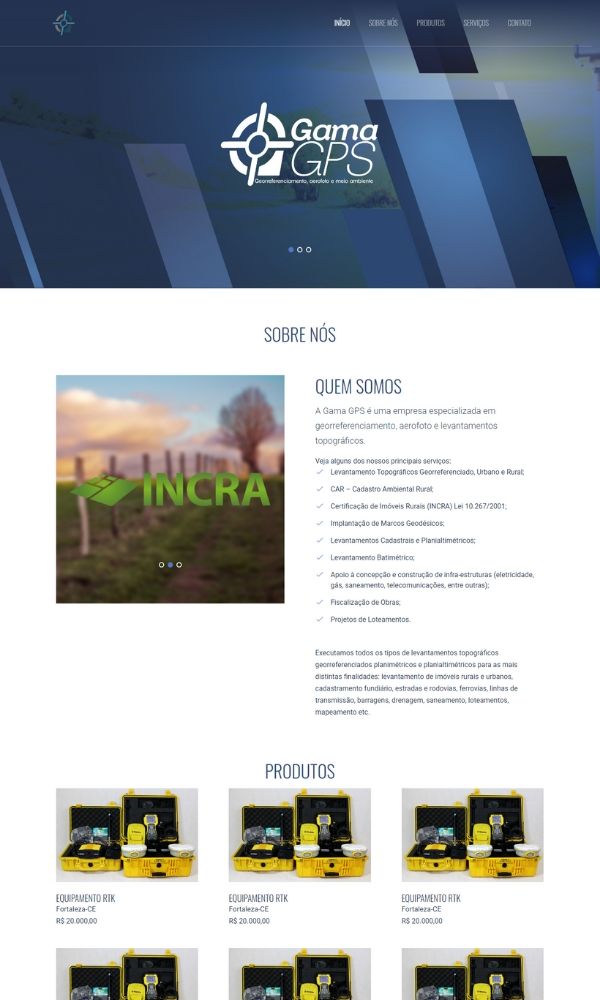 INÍCIO SOBRE NÓS PRODUTOS SERVIÇOS CONTATO
Gama
GPS
Georreferenciamento, aerofoto e meio ambiente
SOBRE NÓS
INCRA
QUEM SOMOS
A Gama GPS é uma empresa especializada em
georreferenciamento, aerofoto e levantamentos
topográficos.
Veja alguns dos nossos principais serviços:
Levantamento Topográficos Georreferenciado, Urbano e Rural;
CAR – Cadastro Ambiental Rural;
Certificação de Imóveis Rurais (INCRA) Lei 10.267/2001;
Implantação de Marcos Geodésicos;
Levantamentos Cadastrais e Planialtimétricos;
Levantamento Batimétrico;
Apoio à concepção e construção de infra-estruturas (eletricidade,
gás, saneamento, telecomunicações, entre outras);
Fiscalização de Obras;
Projetos de Loteamentos.
Executamos todos os tipos de levantamentos topográficos
georreferenciados planimétricos e planialtimétricos para as mais
distintas finalidades: levantamento de imóveis rurais e urbanos,
cadastramento fundiário, estradas e rodovias, ferrovias, linhas de
transmissão, barragens, drenagem, saneamento, loteamentos,
mapeamento etc.
PRODUTOS
EQUIPAMENTO RTK
Fortaleza-CE
R$ 20.000,00
EQUIPAMENTO RTK
Fortaleza-CE
R$ 20.000,00
EQUIPAMENTO RTK
Fortaleza-CE
R$ 20.000,00